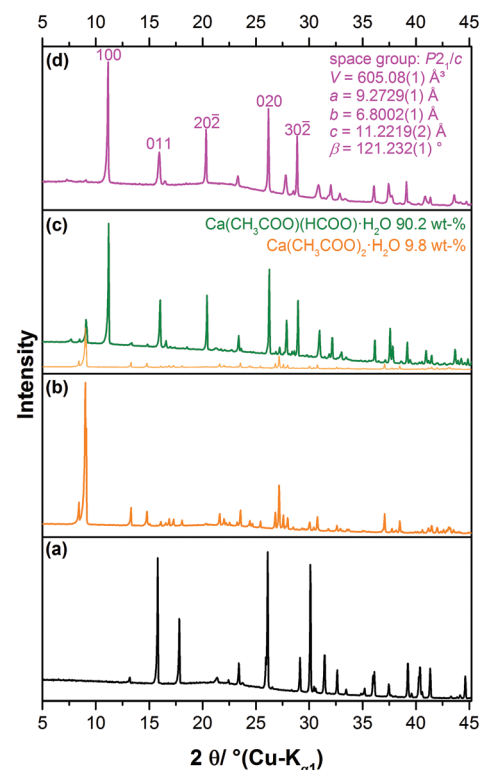 5 10 15 20 25 30 35 40 45
(d)
100
011
202̅
020
302̅
space group: P2₁/c
V = 605.08(1) Å³
a = 9.2729(1) Å
b = 6.8002(1) Å
c = 11.2219(2) Å
β = 121.232(1) °
(c)
Ca(CH₃COO)(HCOO)·H₂O 90.2 wt-%
Ca(CH₃COO)₂·H₂O 9.8 wt-%
(b)
(a)
Intensity
5 10 15 20 25 30 35 40 45
2 θ/ °(Cu-Kα1)